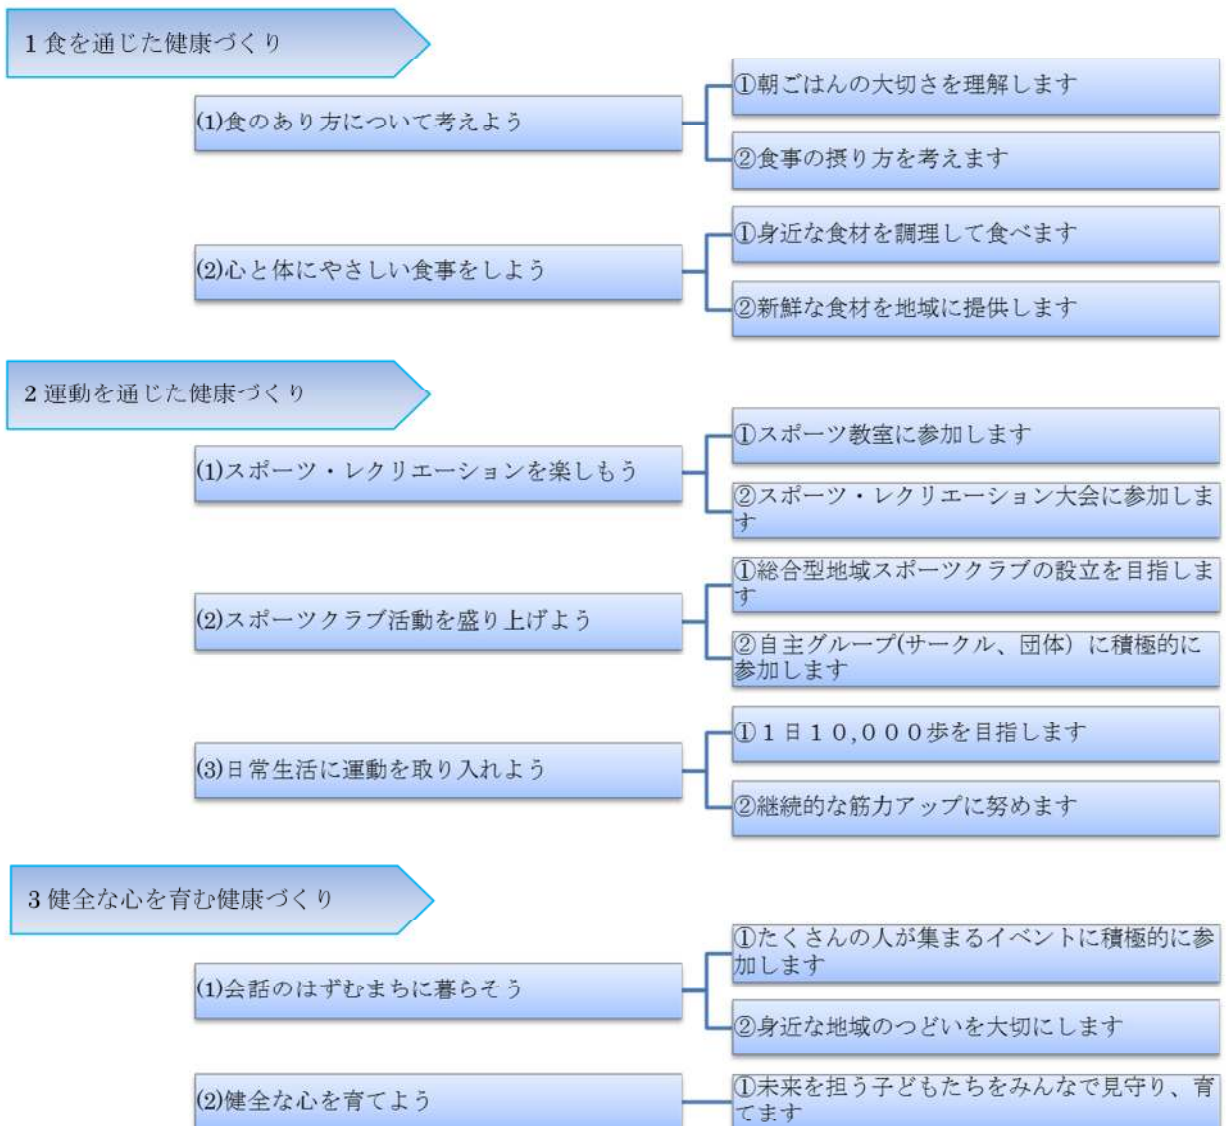 1 食を通じた健康づくり
(1)食のあり方について考えよう
①朝ごはんの大切さを理解します
②食事の摂り方を考えます
(2)心と体にやさしい食事をしよう
①身近な食材を調理して食べます
②新鮮な食材を地域に提供します
2 運動を通じた健康づくり
(1)スポーツ・レクリエーションを楽しもう
①スポーツ教室に参加します
②スポーツ・レクリエーション大会に参加しま
す
(2)スポーツクラブ活動を盛り上げよう
①総合型地域スポーツクラブの設立を目指しま
す
②自主グループ(サークル、団体）に積極的に
参加します
(3)日常生活に運動を取り入れよう
①１日１０,０００歩を目指します
②継続的な筋力アップに努めます
3 健全な心を育む健康づくり
(1)会話のはずむまちに暮らそう
①たくさんの人が集まるイベントに積極的に参
加します
②身近な地域のつどいを大切にします
(2)健全な心を育てよう
①未来を担う子どもたちをみんなで見守り、育
てます